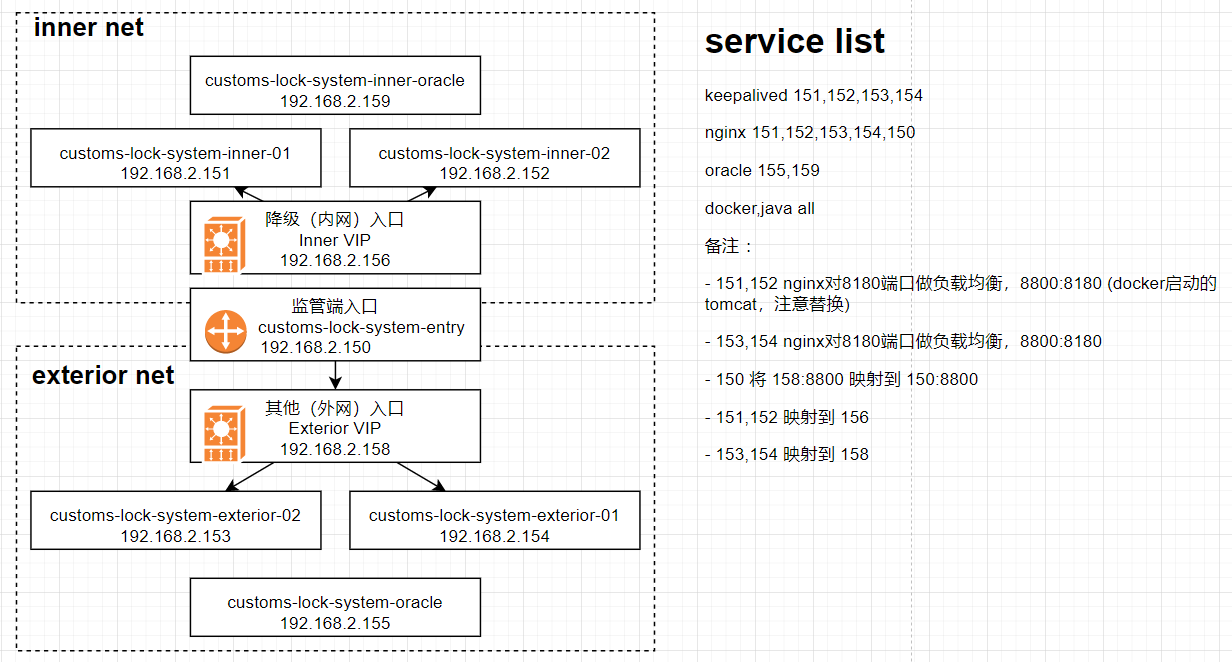 inner net
customs-lock-system-inner-oracle
192.168.2.159
customs-lock-system-inner-01
192.168.2.151
customs-lock-system-inner-02
192.168.2.152
降级（内网）入口
Inner VIP
192.168.2.156
监管端入口
customs-lock-system-entry
192.168.2.150
exterior net
其他（外网）入口
Exterior VIP
192.168.2.158
customs-lock-system-exterior-02
192.168.2.153
customs-lock-system-exterior-01
192.168.2.154
customs-lock-system-oracle
192.168.2.155
service list
keepalived 151,152,153,154
nginx 151,152,153,154,150
oracle 155,159
docker,java all
备注：
- 151,152 nginx对8180端口做负载均衡，8800:8180 (docker启动的
tomcat，注意替换)
- 153,154 nginx对8180端口做负载均衡，8800:8180
- 150 将 158:8800 映射到 150:8800
- 151,152 映射到 156
- 153,154 映射到 158